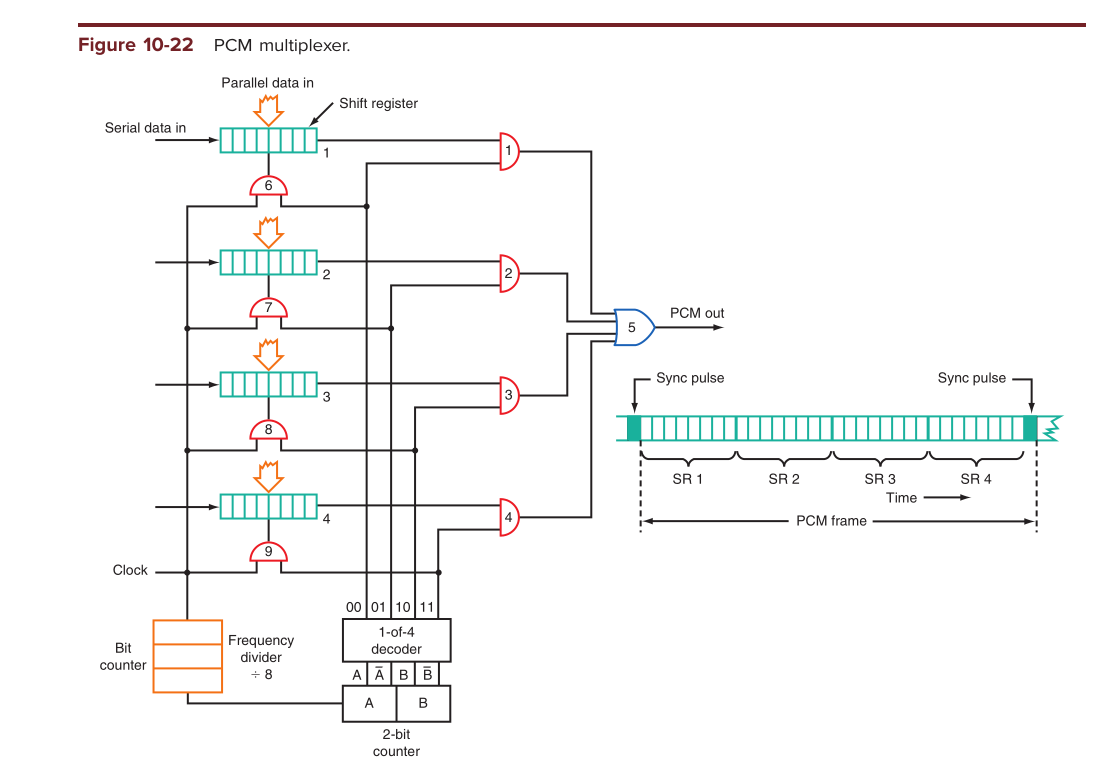 Figure 10-22 PCM multiplexer.
Parallel data in
Shift register
Serial data in
1
1
6
2
2
7
PCM out
5
Sync pulse
Sync pulse
3
3
8
SR 1 SR 2 SR 3 SR 4
Time
PCM frame
4
4
9
Clock
00 01 10 11
1-of-4
decoder
Bit
counter
Frequency
divider
÷ 8
A A̅ B B̅
A B
2-bit
counter